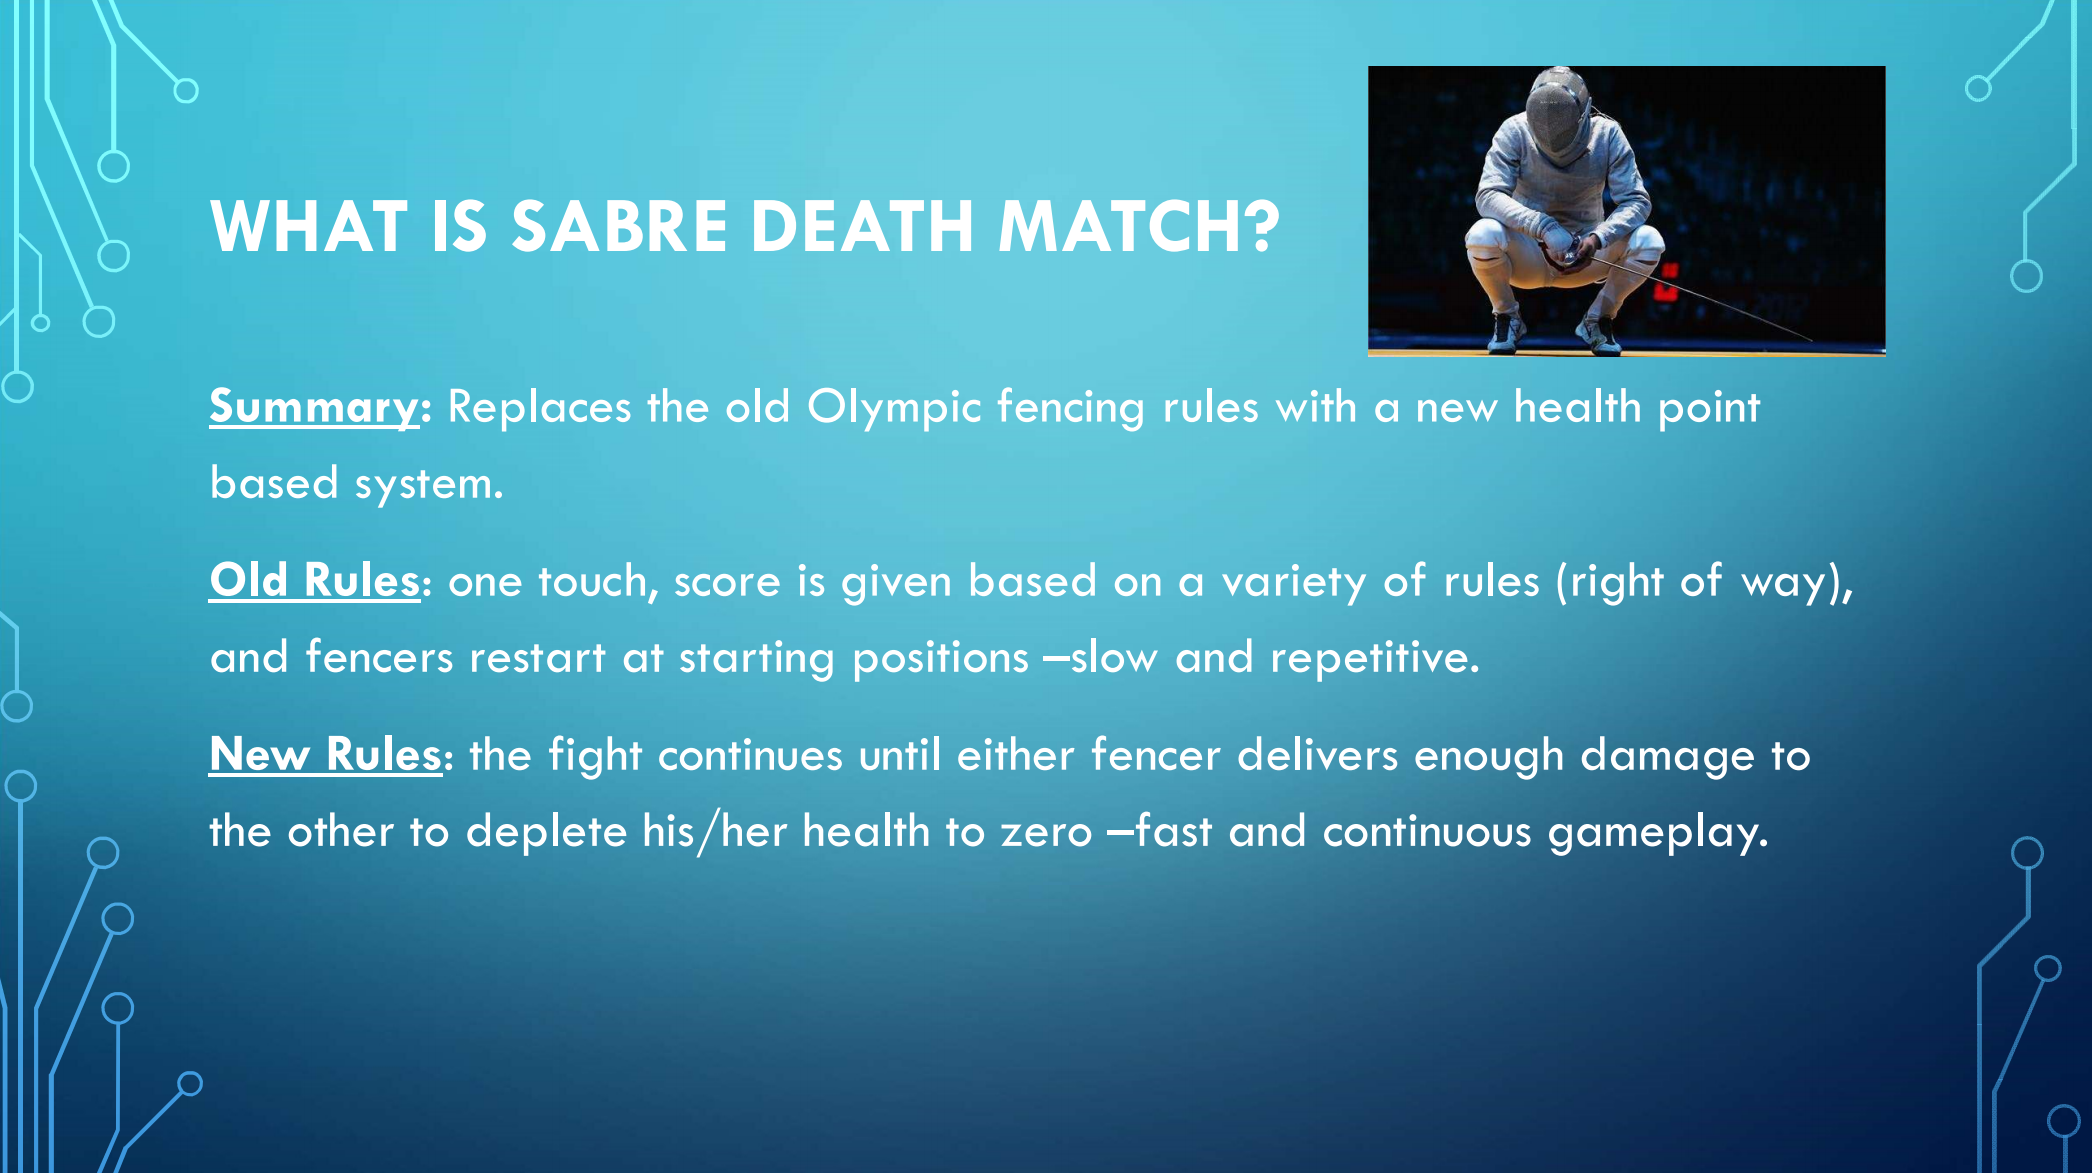 WHAT IS SABRE DEATH MATCH?
Summary: Replaces the old Olympic fencing rules with a new health point
based system.
Old Rules: one touch, score is given based on a variety of rules (right of way),
and fencers restart at starting positions –slow and repetitive.
New Rules: the fight continues until either fencer delivers enough damage to
the other to deplete his/her health to zero –fast and continuous gameplay.